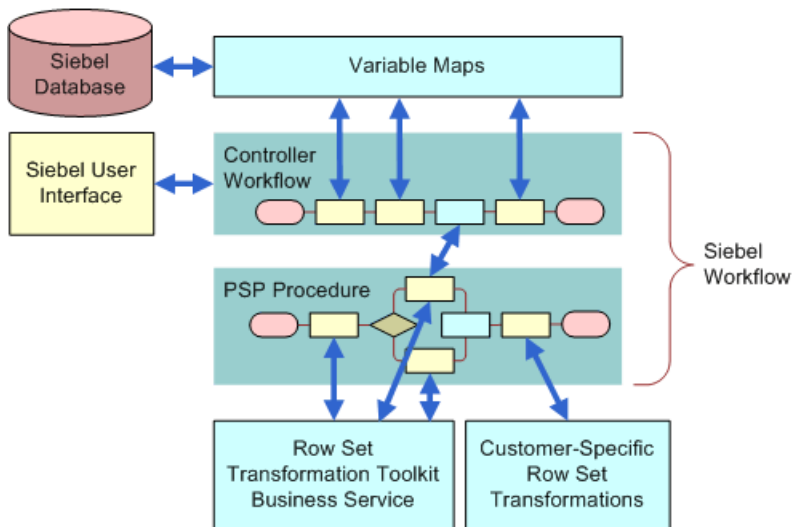 Siebel
Database
Variable Maps
Siebel User
Interface
Controller
Workflow
Siebel
Workflow
PSP Procedure
Row Set
Transformation Toolkit
Business Service
Customer-Specific
Row Set
Transformations